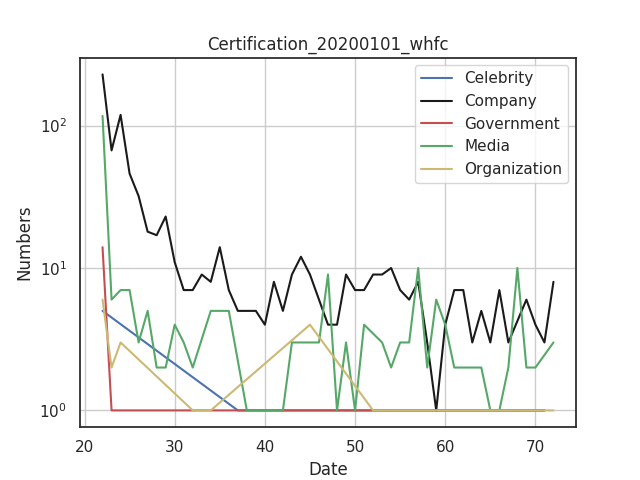 Certification_20200101_whfc
Numbers
10²
10¹
10⁰
Celebrity
Company
Government
Media
Organization
20 30 40 50 60 70
Date